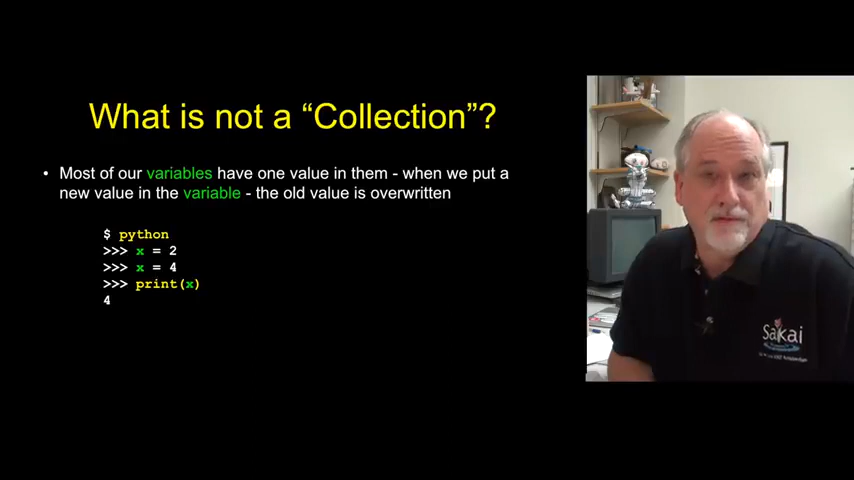 What is not a “Collection”?
• Most of our variables have one value in them - when we put a
new value in the variable - the old value is overwritten
$ python
>>> x = 2
>>> x = 4
>>> print(x)
4
Sakai